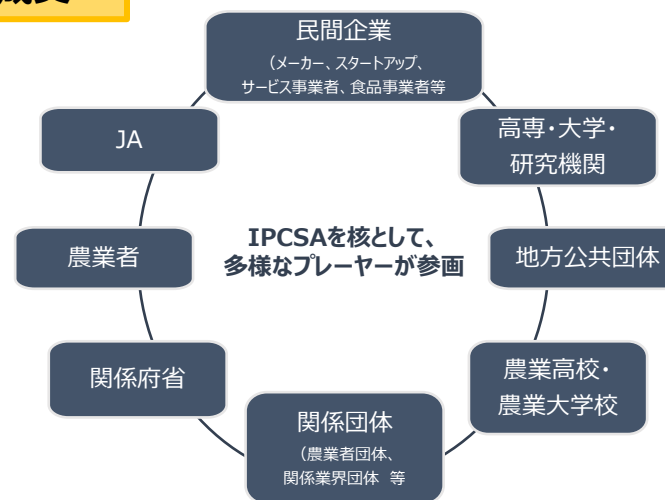 民間企業
（メーカー、スタートアップ、
サービス事業者、食品事業者等
高専・大学・
研究機関
地方公共団体
農業高校・
農業大学校
関係団体
（農業者団体、
関係業界団体 等
関係府省
農業者
JA
IPCSAを核として、
多様なプレーヤーが参画